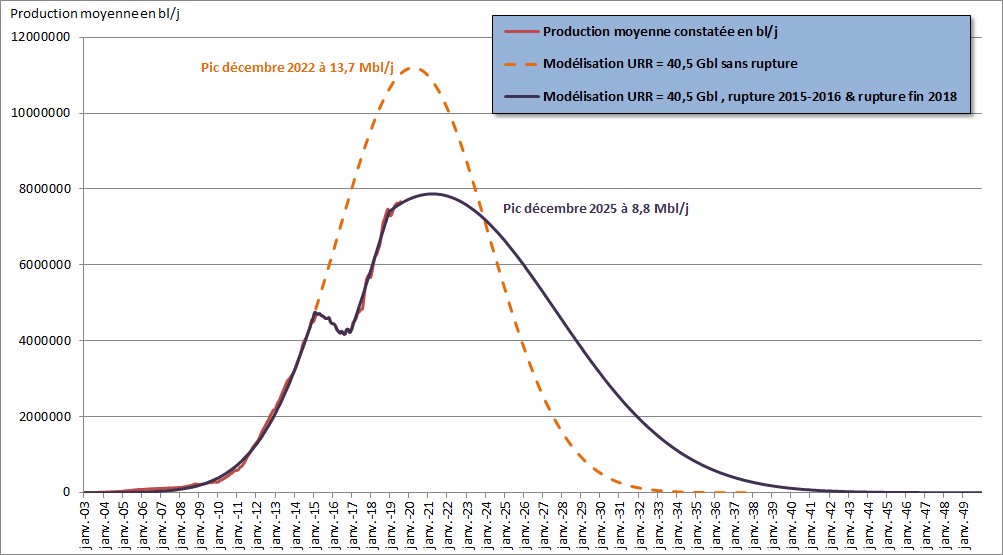 Production moyenne en bl/j
12000000
10000000
8000000
6000000
4000000
2000000
0
Pic décembre 2022 à 13,7 Mbl/j
Pic décembre 2025 à 8,8 Mbl/j
Production moyenne constatée en bl/j
Modélisation URR = 40,5 Gbl sans rupture
Modélisation URR = 40,5 Gbl , rupture 2015-2016 & rupture fin 2018
janv.-03
janv.-04
janv.-05
janv.-06
janv.-07
janv.-08
janv.-09
janv.-10
janv.-11
janv.-12
janv.-13
janv.-14
janv.-15
janv.-16
janv.-17
janv.-18
janv.-19
janv.-20
janv.-21
janv.-22
janv.-23
janv.-24
janv.-25
janv.-26
janv.-27
janv.-28
janv.-29
janv.-30
janv.-31
janv.-32
janv.-33
janv.-34
janv.-35
janv.-36
janv.-37
janv.-38
janv.-39
janv.-40
janv.-41
janv.-42
janv.-43
janv.-44
janv.-45
janv.-46
janv.-47
janv.-48
janv.-49